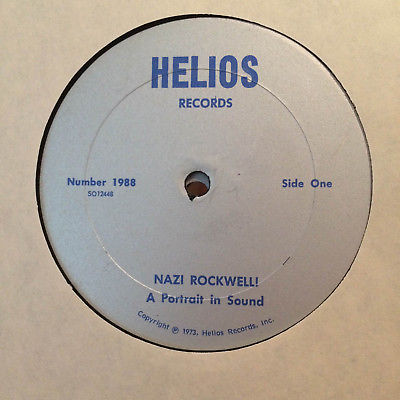 HELIOS
RECORDS
Number 1988
SO12448
Side One
NAZI ROCKWELL!
A Portrait in Sound
Copyright ℗ 1973, Helios Records, Inc.